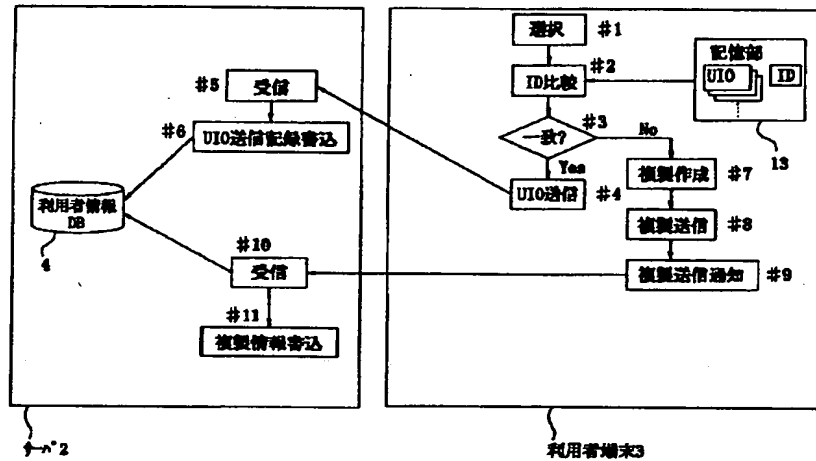 選択
#1
#2
ID比較
記憶部
UIO
ID
13
#3
一致?
No
Yes
UIO送信
#4
複製作成
#7
複製送信
#8
複製送信通知
#9
#5
受信
#6
UIO送信記録書込
利用者情報
DB
4
#10
受信
#11
複製情報書込
サーバ2
利用者端末3